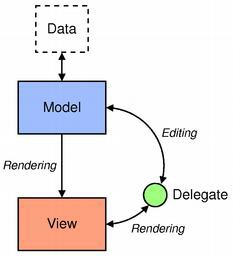 Data
Model
Editing
Rendering
Delegate
View
Rendering